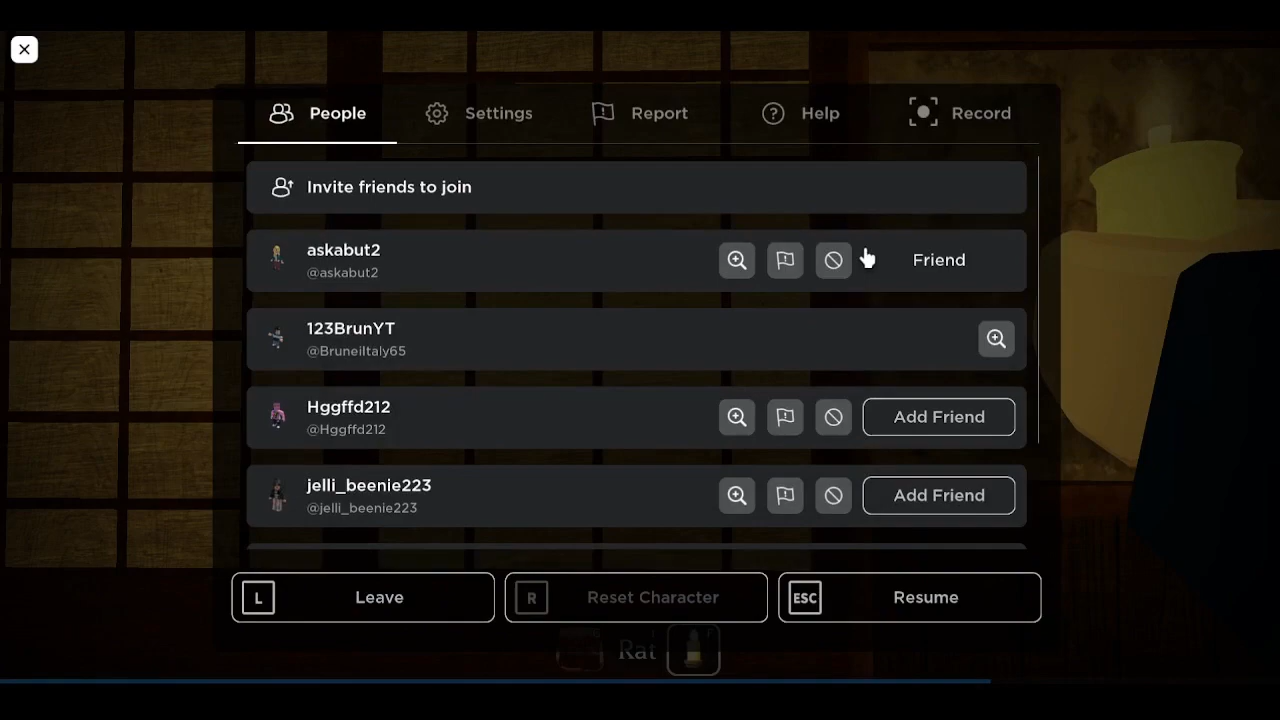 People
Settings
Report
Help
Record
Invite friends to join
askabut2
@askabut2
Friend
123BrunYT
@BruneiItaly65
Hggffd212
@Hggffd212
Add Friend
jelli_beenie223
@jelli_beenie223
Add Friend
L Leave
R Reset Character
ESC Resume
Rat